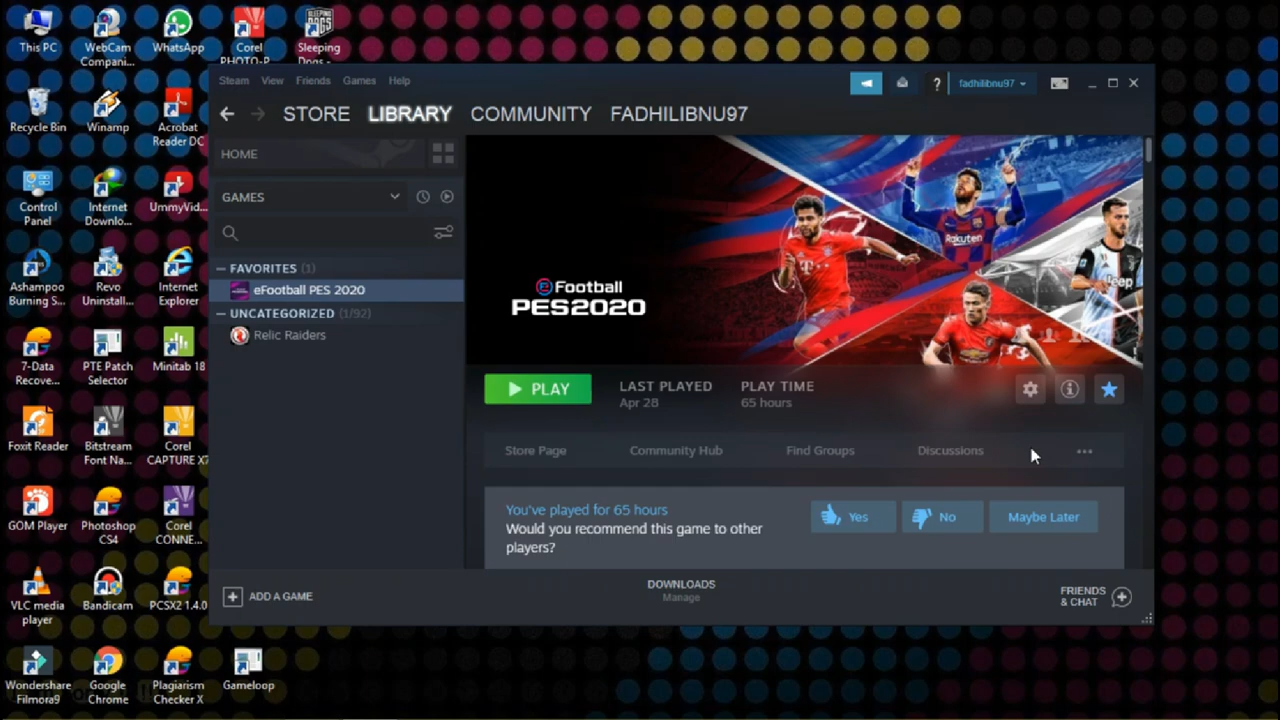 This PC
WebCam
Compani...
WhatsApp
Corel
PHOTO-P...
SLEEPING
DOGS
Sleeping
Dogs -
Recycle Bin
Winamp
Acrobat
Reader DC
Control
Panel
Internet
Downlo...
UmmyVid...
Ashampoo
Burning S...
Revo
Uninstall...
Internet
Explorer
7-Data
Recove...
PTE Patch
Selector
Minitab 18
Foxit Reader
Bitstream
Font Na...
Corel
CAPTURE X7
GOM Player
Photoshop
CS4
Corel
CONNE...
VLC media
player
Bandicam
PCSX2 1.4.0
Wondershare
Filmora9
Google
Chrome
Plagiarism
Checker X
Gameloop
Steam View Friends Games Help
? fadhilibnu97
STORE LIBRARY COMMUNITY FADHILIBNU97
HOME
GAMES
— FAVORITES (1)
eFootball PES 2020
— UNCATEGORIZED (1/92)
Relic Raiders
eFootball
PES2020
Rakuten
Jeep
PLAY
LAST PLAYED
Apr 28
PLAY TIME
65 hours
Store Page Community Hub Find Groups Discussions ...
You've played for 65 hours
Would you recommend this game to other
players?
Yes No Maybe Later
+ ADD A GAME
DOWNLOADS
Manage
FRIENDS
& CHAT +